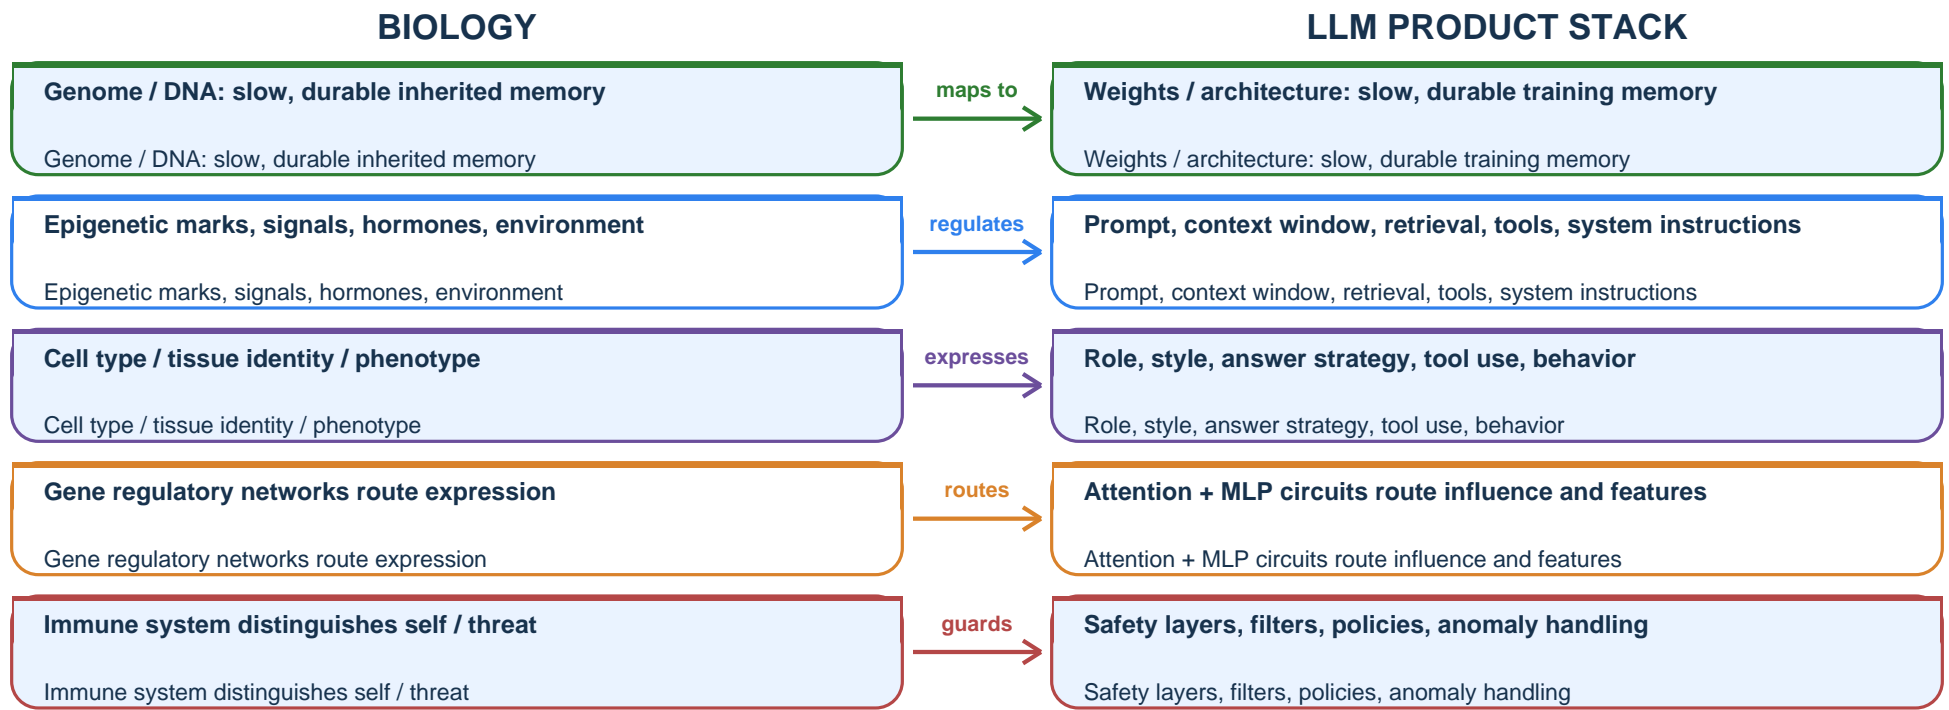 BIOLOGY
LLM PRODUCT STACK
Genome / DNA: slow, durable inherited memory
Genome / DNA: slow, durable inherited memory
maps to
Weights / architecture: slow, durable training memory
Weights / architecture: slow, durable training memory
Epigenetic marks, signals, hormones, environment
Epigenetic marks, signals, hormones, environment
regulates
Prompt, context window, retrieval, tools, system instructions
Prompt, context window, retrieval, tools, system instructions
Cell type / tissue identity / phenotype
Cell type / tissue identity / phenotype
expresses
Role, style, answer strategy, tool use, behavior
Role, style, answer strategy, tool use, behavior
Gene regulatory networks route expression
Gene regulatory networks route expression
routes
Attention + MLP circuits route influence and features
Attention + MLP circuits route influence and features
Immune system distinguishes self / threat
Immune system distinguishes self / threat
guards
Safety layers, filters, policies, anomaly handling
Safety layers, filters, policies, anomaly handling